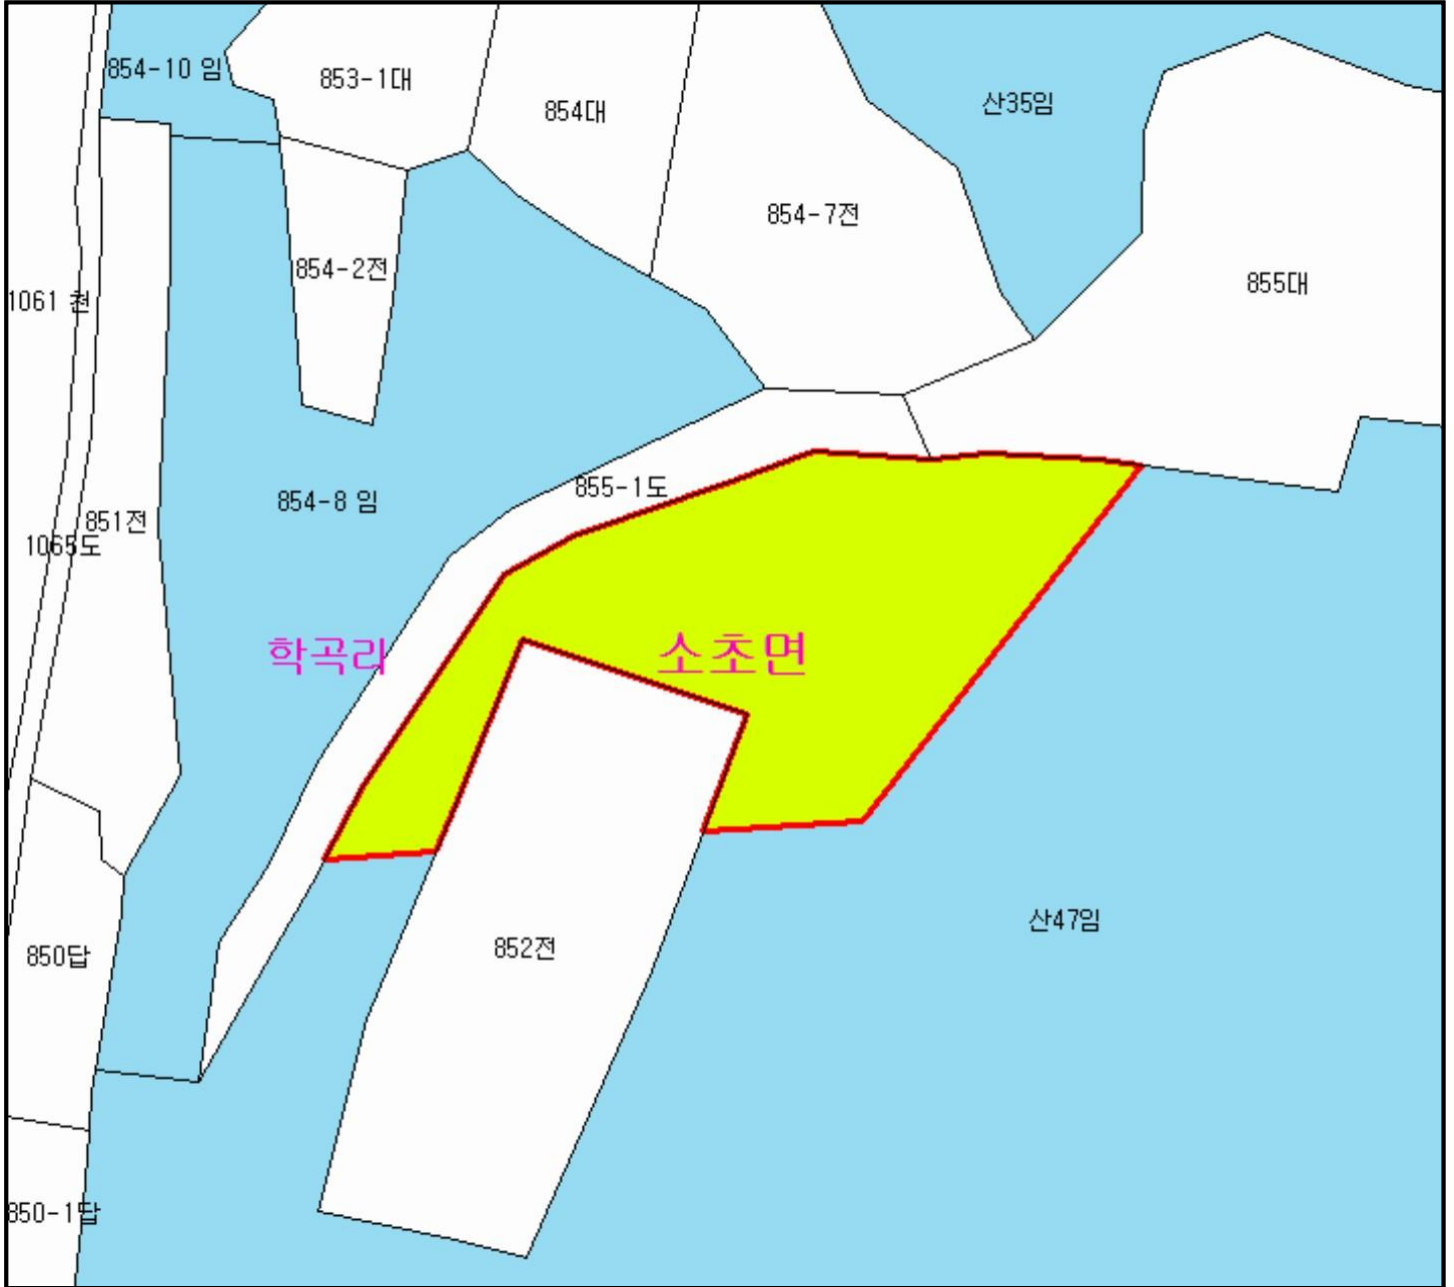 854-10 임
853-1대
854대
산35임
854-7전
854-2전
855대
1061 천
855-1도
854-8 임
851전
1065도
학곡리
소초면
852전
산47임
850답
850-1답